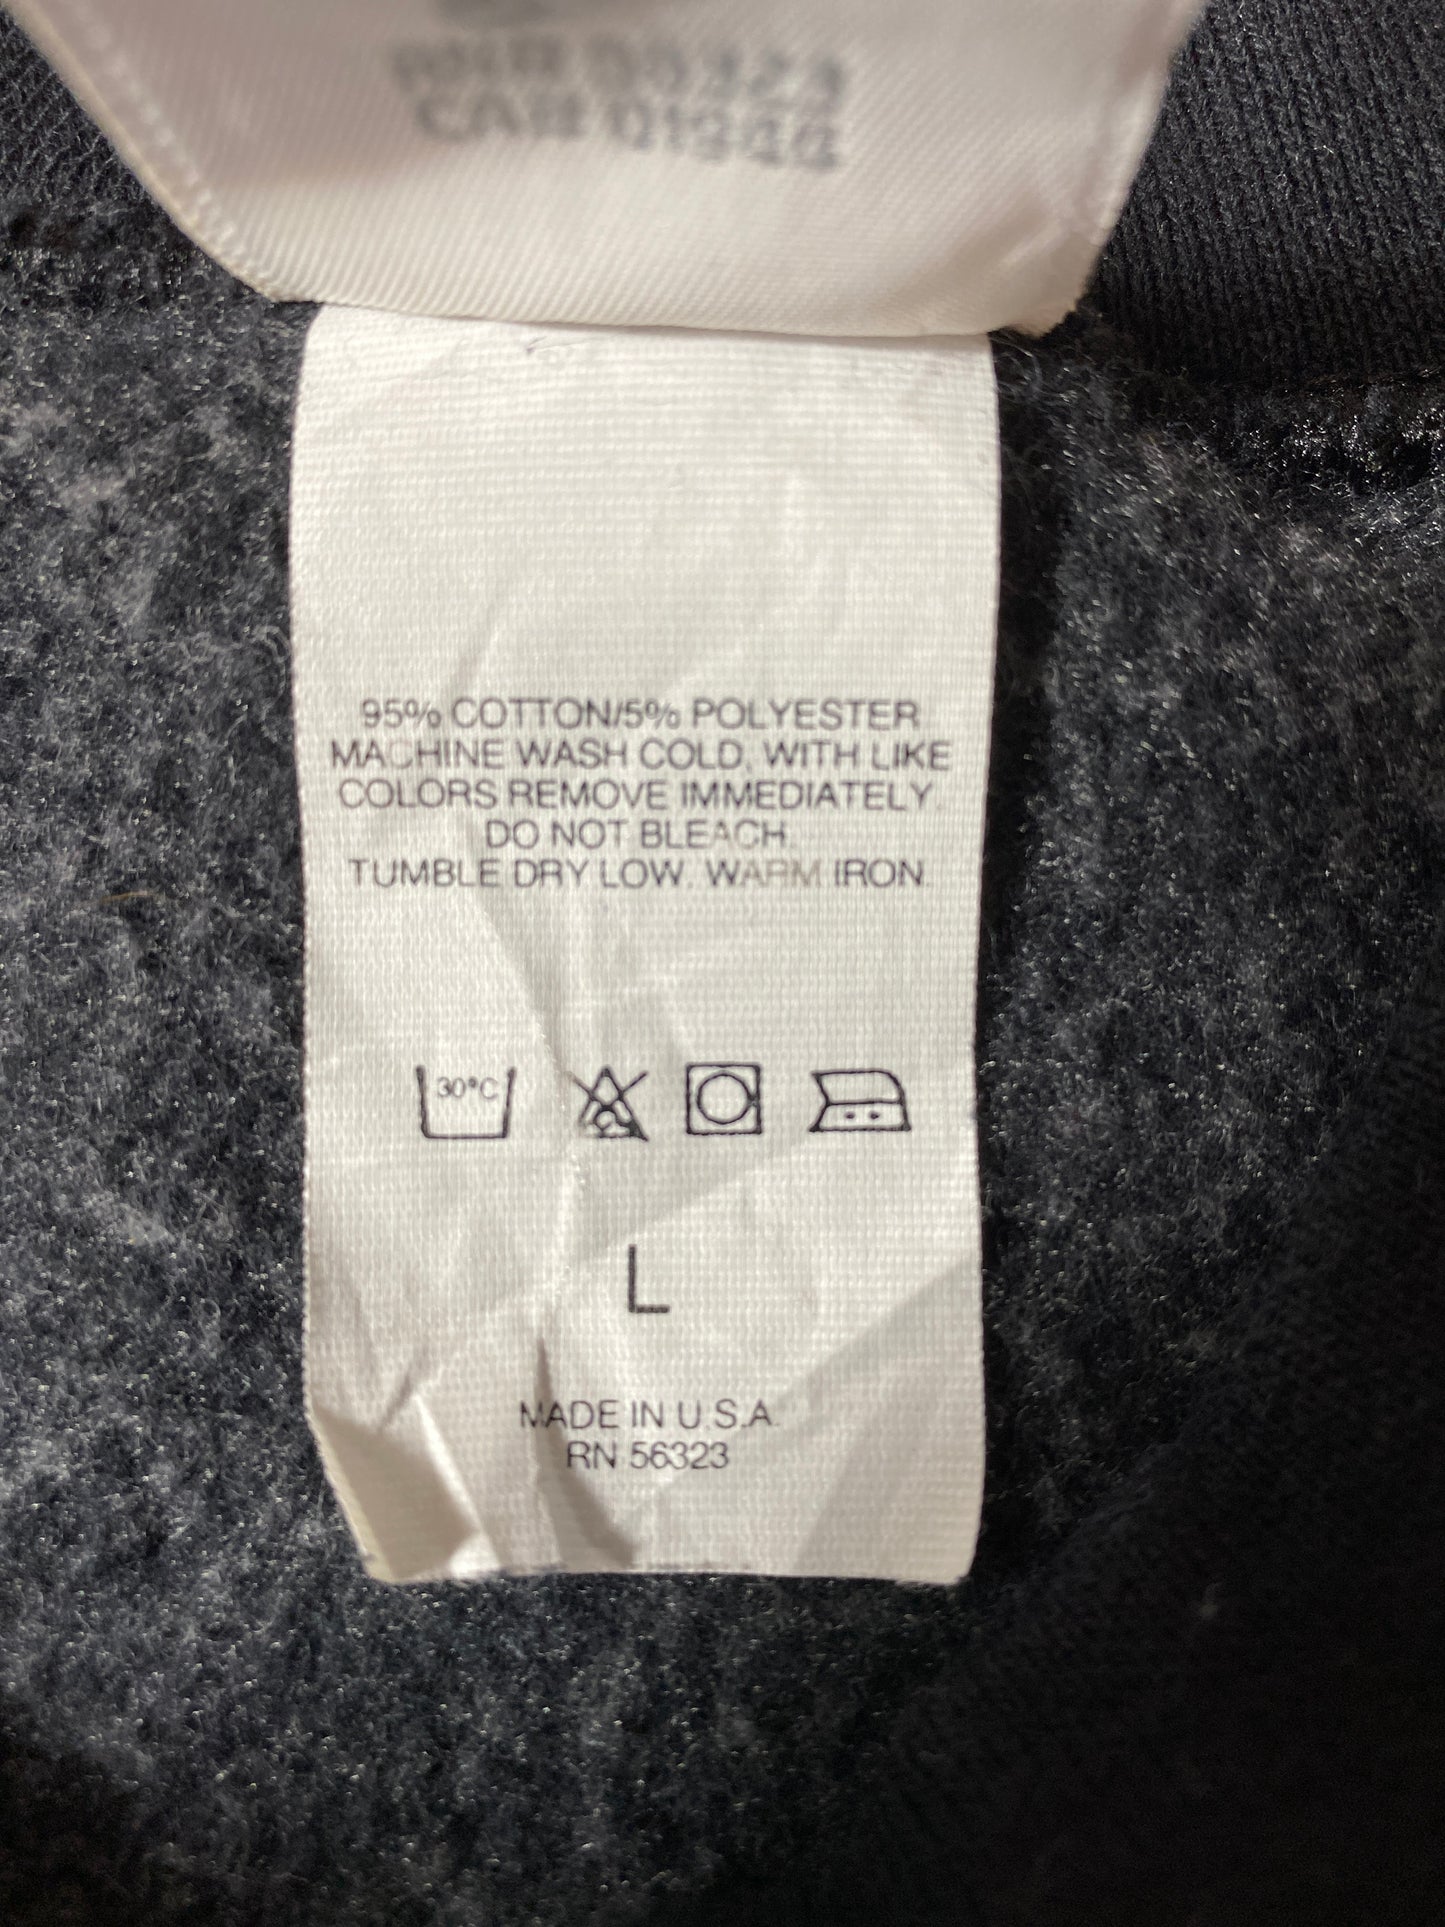 95% COTTON/5% POLYESTER
MACHINE WASH COLD, WITH LIKE
COLORS REMOVE IMMEDIATELY.
DO NOT BLEACH.
TUMBLE DRY LOW. WARM IRON.
30°C
CL
L
MADE IN U.S.A.
RN 56323